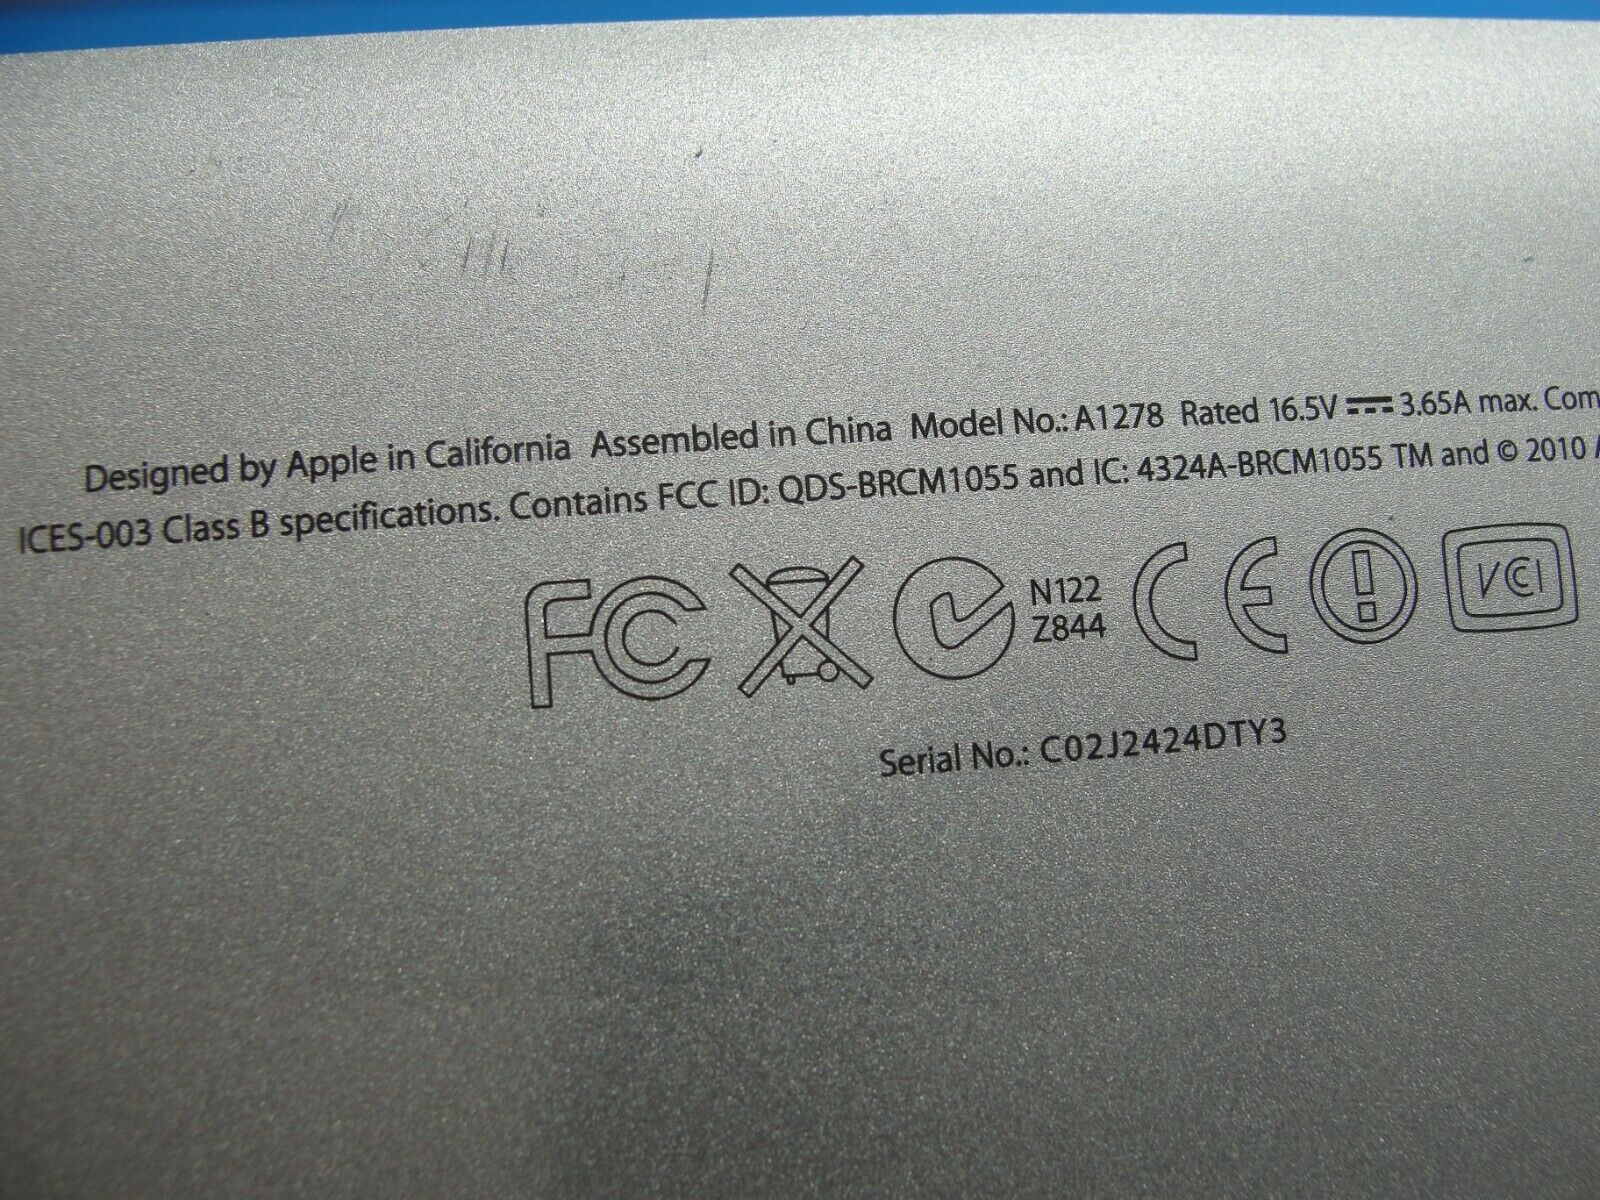 Designed by Apple in California Assembled in China Model No.: A1278 Rated 16.5V 3.65A max. Com
ICES-003 Class B specifications. Contains FCC ID: QDS-BRCM1055 and IC: 4324A-BRCM1055 TM and © 2010 A
FC N122 CE ! VCI
Z844
Serial No.: C02J2424DTY3